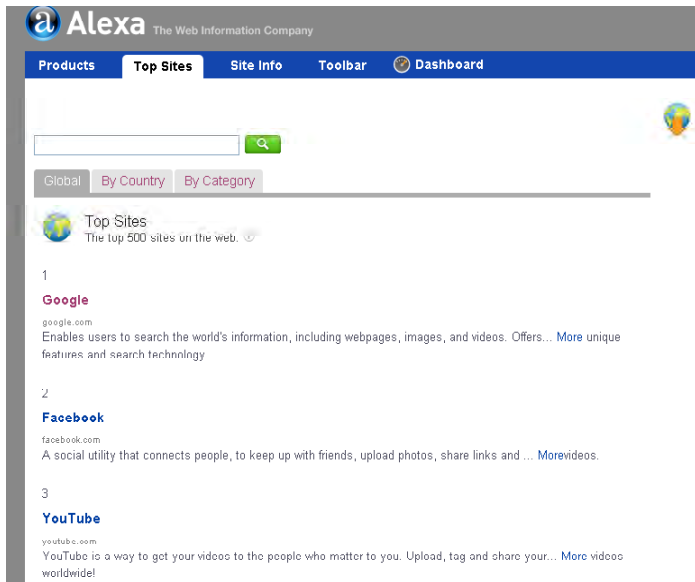 a Alexa The Web Information Company
Products Top Sites Site Info Toolbar Dashboard
Global By Country By Category
Top Sites
The top 500 sites on the web.
1
Google
google.com
Enables users to search the world's information, including webpages, images, and videos. Offers... More unique
features and search technology
2
Facebook
facebook.com
A social utility that connects people, to keep up with friends, upload photos, share links and ... Morevideos.
3
YouTube
youtube.com
YouTube is a way to get your videos to the people who matter to you. Upload, tag and share your... More videos
worldwide!